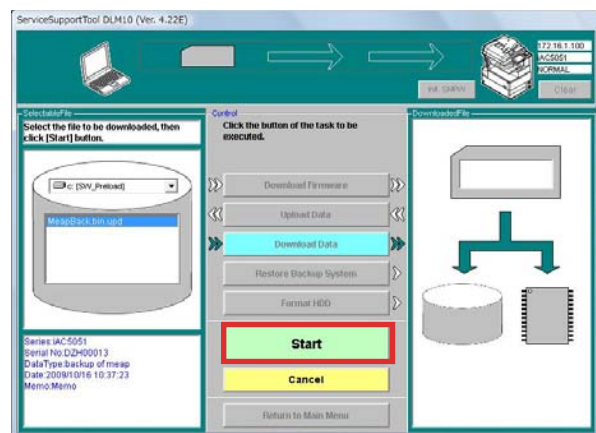 ServiceSupportTool DLM10 (Ver. 4.22E)
172.16.1.100
iAC5051
NORMAL
Init. SMPW
Clear
SelectableFile
Select the file to be downloaded, then
click [Start] button.
c: [SW_Preload]
MeapBack.bin.upd
Series:iAC5051
Serial No:DZH00013
DataType:backup of meap
Date:2009/10/16 10:37:23
Memo:Memo
Control
Click the button of the task to be
executed.
Download Firmware
Upload Data
Download Data
Restore Backup System
Format HDD
Start
Cancel
Return to Main Menu
DownloadedFile